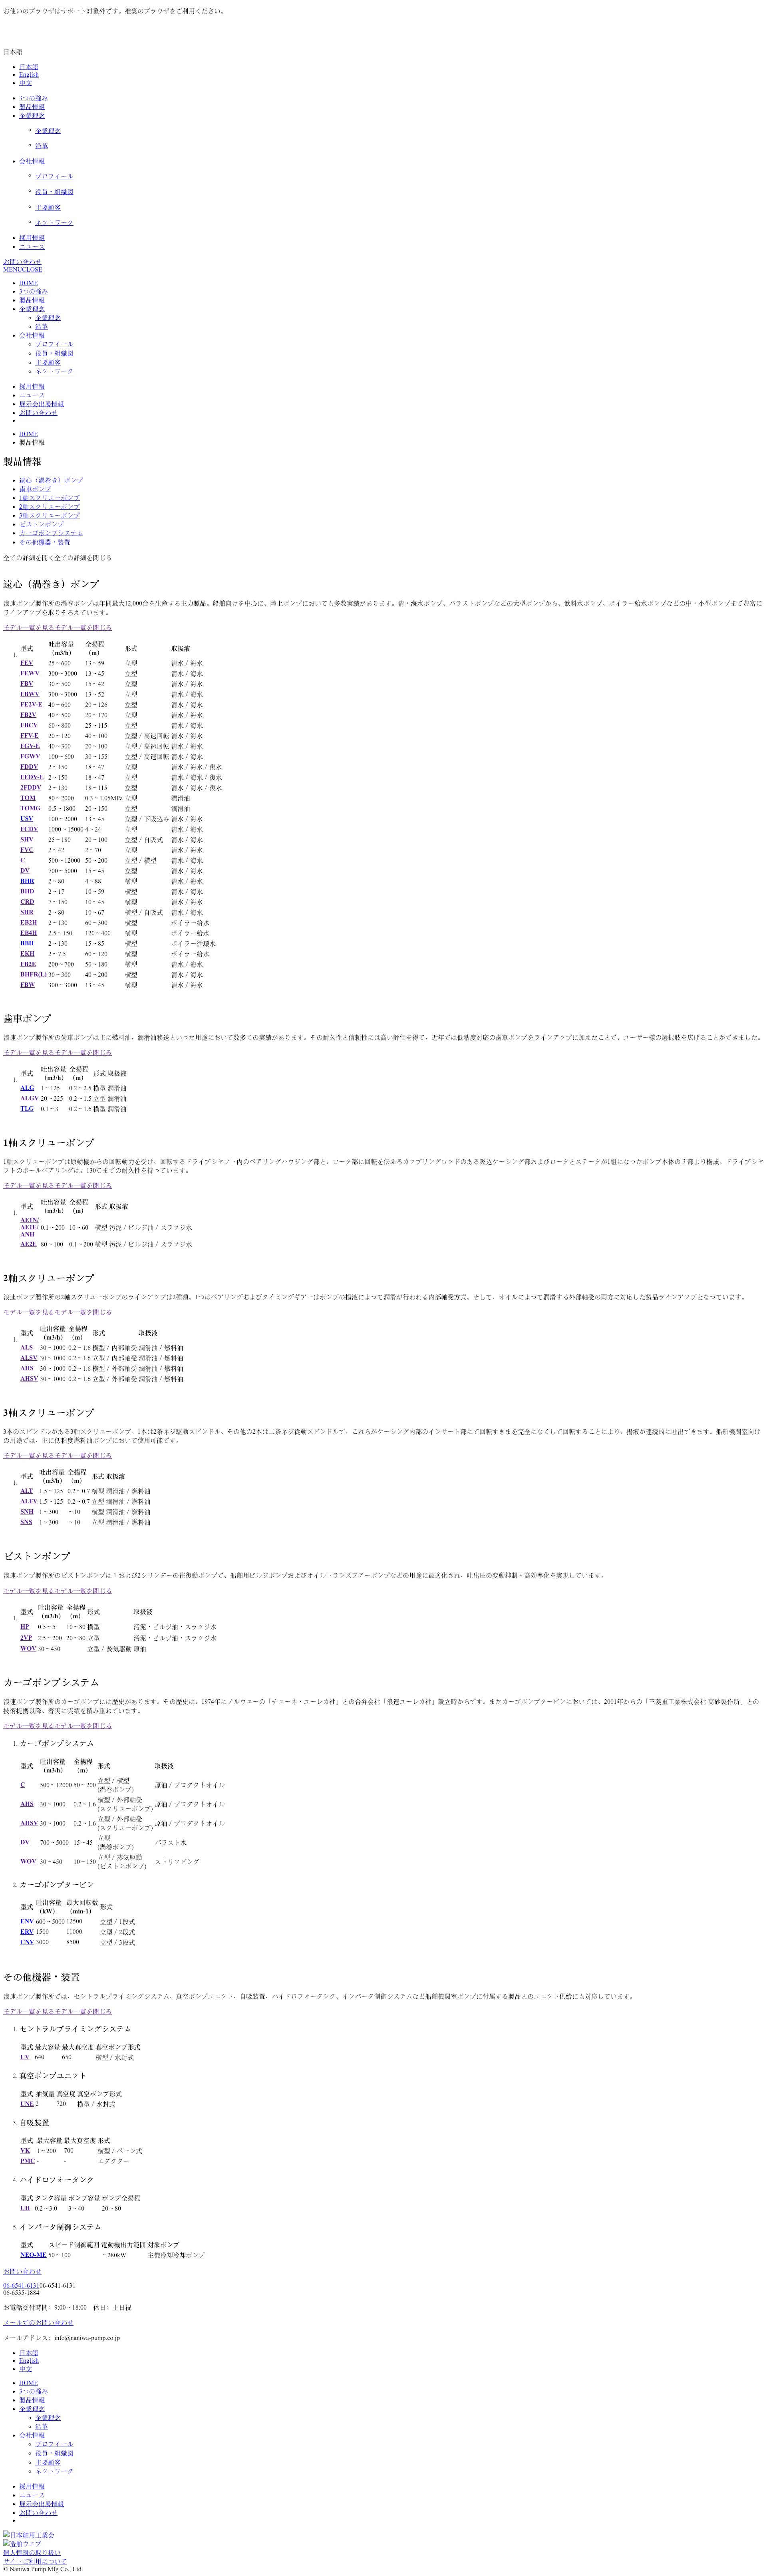 お使いのブラウザはサポート対象外です。推奨のブラウザをご利用ください。
日本語
日本語
English
中文
3つの強み
製品情報
企業理念
企業理念
沿革
会社情報
プロフィール
役員・組織図
主要顧客
ネットワーク
採用情報
ニュース
お問い合わせ
MENUCLOSE
HOME
3つの強み
製品情報
企業理念
企業理念
沿革
会社情報
プロフィール
役員・組織図
主要顧客
ネットワーク
採用情報
ニュース
展示会出展情報
お問い合わせ
HOME
製品情報
製品情報
遠心（渦巻き）ポンプ
歯車ポンプ
1軸スクリューポンプ
2軸スクリューポンプ
3軸スクリューポンプ
ピストンポンプ
カーゴポンプシステム
その他機器・装置
全ての詳細を開く全ての詳細を閉じる
遠心（渦巻き）ポンプ
浪速ポンプ製作所の渦巻ポンプは年間最大12,000台を生産する主力製品。船舶向けを中心に、陸上ポンプにおいても多数実績があります。清・海水ポンプ、バラストポンプなどの大型ポンプから、飲料水ポンプ、ボイラー給水ポンプなどの中・小型ポンプまで豊富に
ラインアップを取りそろえています。
モデル一覧を見るモデル一覧を閉じる
1. 型式 吐出容量（m3/h） 全揚程（m） 形式 取扱液
FEV 25 ~ 600 13 ~ 59 立型 清水 / 海水
FEWV 300 ~ 3000 13 ~ 45 立型 清水 / 海水
FBV 30 ~ 500 15 ~ 42 立型 清水 / 海水
FBWV 300 ~ 3000 13 ~ 52 立型 清水 / 海水
FE2V-E 40 ~ 600 20 ~ 126 立型 清水 / 海水
FB2V 40 ~ 500 20 ~ 170 立型 清水 / 海水
FBCV 60 ~ 800 25 ~ 115 立型 清水 / 海水
FFV-E 20 ~ 120 40 ~ 100 立型 / 高速回転 清水 / 海水
FGV-E 40 ~ 300 20 ~ 100 立型 / 高速回転 清水 / 海水
FGWV 100 ~ 600 30 ~ 155 立型 / 高速回転 清水 / 海水
FDDV 2 ~ 150 18 ~ 47 立型 清水 / 海水 / 復水
FEDV-E 2 ~ 150 18 ~ 47 立型 清水 / 海水 / 復水
2FDDV 2 ~ 130 18 ~ 115 立型 清水 / 海水 / 復水
TOM 80 ~ 2000 0.3 ~ 1.05MPa 立型 潤滑油
TOMG 0.5 ~ 1800 20 ~ 150 立型 潤滑油
USV 100 ~ 2000 13 ~ 45 立型 / 下吸込み 清水 / 海水
FCDV 1000 ~ 15000 4 ~ 24 立型 清水 / 海水
SHV 25 ~ 180 20 ~ 100 立型 / 自吸式 清水 / 海水
FVC 2 ~ 42 2 ~ 70 立型 清水 / 海水
C 500 ~ 12000 50 ~ 200 立型 / 横型 清水 / 海水
DV 700 ~ 5000 15 ~ 45 立型 清水 / 海水
BHR 2 ~ 80 4 ~ 88 横型 清水 / 海水
BHD 2 ~ 17 10 ~ 59 横型 清水 / 海水
CRD 7 ~ 150 10 ~ 45 横型 清水 / 海水
SHR 2 ~ 80 10 ~ 67 横型 / 自吸式 清水 / 海水
EB2H 2 ~ 130 60 ~ 300 横型 ボイラー給水
EB4H 2.5 ~ 150 120 ~ 400 横型 ボイラー給水
BBH 2 ~ 130 15 ~ 85 横型 ボイラー循環水
EKH 2 ~ 7.5 60 ~ 120 横型 ボイラー給水
FB2E 200 ~ 700 50 ~ 180 横型 清水 / 海水
BHFR(L) 30 ~ 300 40 ~ 200 横型 清水 / 海水
FBW 300 ~ 3000 13 ~ 45 横型 清水 / 海水
歯車ポンプ
浪速ポンプ製作所の歯車ポンプは主に燃料油、潤滑油移送といった用途において数多くの実績があります。その耐久性と信頼性には高い評価を得て、近年では低粘度対応の歯車ポンプをラインアップに加えたことで、ユーザー様の選択肢を広げることができました。
モデル一覧を見るモデル一覧を閉じる
1. 型式 吐出容量（m3/h） 全揚程（m） 形式 取扱液
ALG 1 ~ 125 0.2 ~ 2.5 横型 潤滑油
ALGV 20 ~ 225 0.2 ~ 1.5 立型 潤滑油
TLG 0.1 ~ 3 0.2 ~ 1.6 横型 潤滑油
1軸スクリューポンプ
1軸スクリューポンプは原動機からの回転動力を受け、回転するドライブシャフト内のベアリングハウジング部と、ロータ部に回転を伝えるカップリングロッドのある吸込ケーシング部およびロータとステータが1組になったポンプ本体の３部より構成。ドライブシャ
フトのボールベアリングは、130℃までの耐久性を持っています。
モデル一覧を見るモデル一覧を閉じる
1. 型式 吐出容量（m3/h） 全揚程（m） 形式 取扱液
AE1N/ AE1E/ ANH 0.1 ~ 200 10 ~ 60 横型 汚泥 / ビルジ油 / スラッジ水
AE2E 80 ~ 100 0.1 ~ 200 横型 汚泥 / ビルジ油 / スラッジ水
2軸スクリューポンプ
浪速ポンプ製作所の2軸スクリューポンプのラインアップは2種類。1つはベアリングおよびタイミングギアーはポンプの揚液によって潤滑が行われる内部軸受方式。そして、オイルによって潤滑する外部軸受の両方に対応した製品ラインアップとなっています。
モデル一覧を見るモデル一覧を閉じる
1. 型式 吐出容量（m3/h） 全揚程（m） 形式 取扱液
ALS 30 ~ 1000 0.2 ~ 1.6 横型 / 内部軸受 潤滑油 / 燃料油
ALSV 30 ~ 1000 0.2 ~ 1.6 立型 / 内部軸受 潤滑油 / 燃料油
AHS 30 ~ 1000 0.2 ~ 1.6 横型 / 外部軸受 潤滑油 / 燃料油
AHSV 30 ~ 1000 0.2 ~ 1.6 立型 / 外部軸受 潤滑油 / 燃料油
3軸スクリューポンプ
3本のスピンドルがある3軸スクリューポンプ。1本は2条ネジ駆動スピンドル、その他の2本は二条ネジ従動スピンドルで、これらがケーシング内部のインサート部にて回転すきまを完全になくして回転することにより、揚液が連続的に吐出できます。船舶機関室向け
の用途では、主に低粘度燃料油ポンプにおいて使用可能です。
モデル一覧を見るモデル一覧を閉じる
1. 型式 吐出容量（m3/h） 全揚程（m） 形式 取扱液
ALT 1.5 ~ 125 0.2 ~ 0.7 横型 潤滑油 / 燃料油
ALTV 1.5 ~ 125 0.2 ~ 0.7 立型 潤滑油 / 燃料油
SNH 1 ~ 300 ~ 10 横型 潤滑油 / 燃料油
SNS 1 ~ 300 ~ 10 立型 潤滑油 / 燃料油
ピストンポンプ
浪速ポンプ製作所のピストンポンプは１および2シリンダーの往復動ポンプで、船舶用ビルジポンプおよびオイルトランスファーポンプなどの用途に最適化され、吐出圧の変動抑制・高効率化を実現しています。
モデル一覧を見るモデル一覧を閉じる
1. 型式 吐出容量（m3/h） 全揚程（m） 形式 取扱液
HP 0.5 ~ 5 10 ~ 80 横型 汚泥・ビルジ油・スラッジ水
2VP 2.5 ~ 200 20 ~ 80 立型 汚泥・ビルジ油・スラッジ水
WOV 30 ~ 450 立型 / 蒸気駆動 原油
カーゴポンプシステム
浪速ポンプ製作所のカーゴポンプには歴史があります。その歴史は、1974年にノルウェーの「チューネ・ユーレカ社」との合弁会社「浪速ユーレカ社」設立時からです。またカーゴポンプタービンにおいては、2001年からの「三菱重工業株式会社 高砂製作所」との
技術提携以降、着実に実績を積み重ねています。
モデル一覧を見るモデル一覧を閉じる
1. カーゴポンプシステム
型式 吐出容量（m3/h） 全揚程（m） 形式 取扱液
C 500 ~ 12000 50 ~ 200 立型 / 横型 (渦巻ポンプ) 原油 / プロダクトオイル
AHS 30 ~ 1000 0.2 ~ 1.6 横型 / 外部軸受 (スクリューポンプ) 原油 / プロダクトオイル
AHSV 30 ~ 1000 0.2 ~ 1.6 立型 / 外部軸受 (スクリューポンプ) 原油 / プロダクトオイル
DV 700 ~ 5000 15 ~ 45 立型 (渦巻ポンプ) バラスト水
WOV 30 ~ 450 10 ~ 150 立型 / 蒸気駆動 (ピストンポンプ) ストリッピング
2. カーゴポンプタービン
型式 吐出容量（kW） 最大回転数（min-1） 形式
ENV 600 ~ 5000 12500 立型 / 1段式
ERV 1500 11000 立型 / 2段式
CNV 3000 8500 立型 / 3段式
その他機器・装置
浪速ポンプ製作所では、セントラルプライミングシステム、真空ポンプユニット、自吸装置、ハイドロフォータンク、インバータ制御システムなど船舶機関室ポンプに付属する製品とのユニット供給にも対応しています。
モデル一覧を見るモデル一覧を閉じる
1. セントラルプライミングシステム
型式 最大容量 最大真空度 真空ポンプ形式
UV 640 650 横型 / 水封式
2. 真空ポンプユニット
型式 抽気量 真空度 真空ポンプ形式
UNE 2 720 横型 / 水封式
3. 自吸装置
型式 最大容量 最大真空度 形式
VK 1 ~ 200 700 横型 / ベーン式
PMC - - エダクター
4. ハイドロフォータンク
型式 タンク容量 ポンプ容量 ポンプ全揚程
UH 0.2 ~ 3.0 3 ~ 40 20 ~ 80
5. インバータ制御システム
型式 スピード制御範囲 電動機出力範囲 対象ポンプ
NEO-ME 50 ~ 100 ~ 280kW 主機冷却冷却ポンプ
お問い合わせ
06-6541-613106-6541-6131
06-6535-1884
お電話受付時間: 9:00 ~ 18:00 休日: 土日祝
メールでのお問い合わせ
メールアドレス: info@naniwa-pump.co.jp
日本語
English
中文
HOME
3つの強み
製品情報
企業理念
企業理念
沿革
会社情報
プロフィール
役員・組織図
主要顧客
ネットワーク
採用情報
ニュース
展示会出展情報
お問い合わせ
日本舶用工業会
造船ウェブ
個人情報の取り扱い
サイトご利用について
© Naniwa Pump Mfg Co., Ltd.